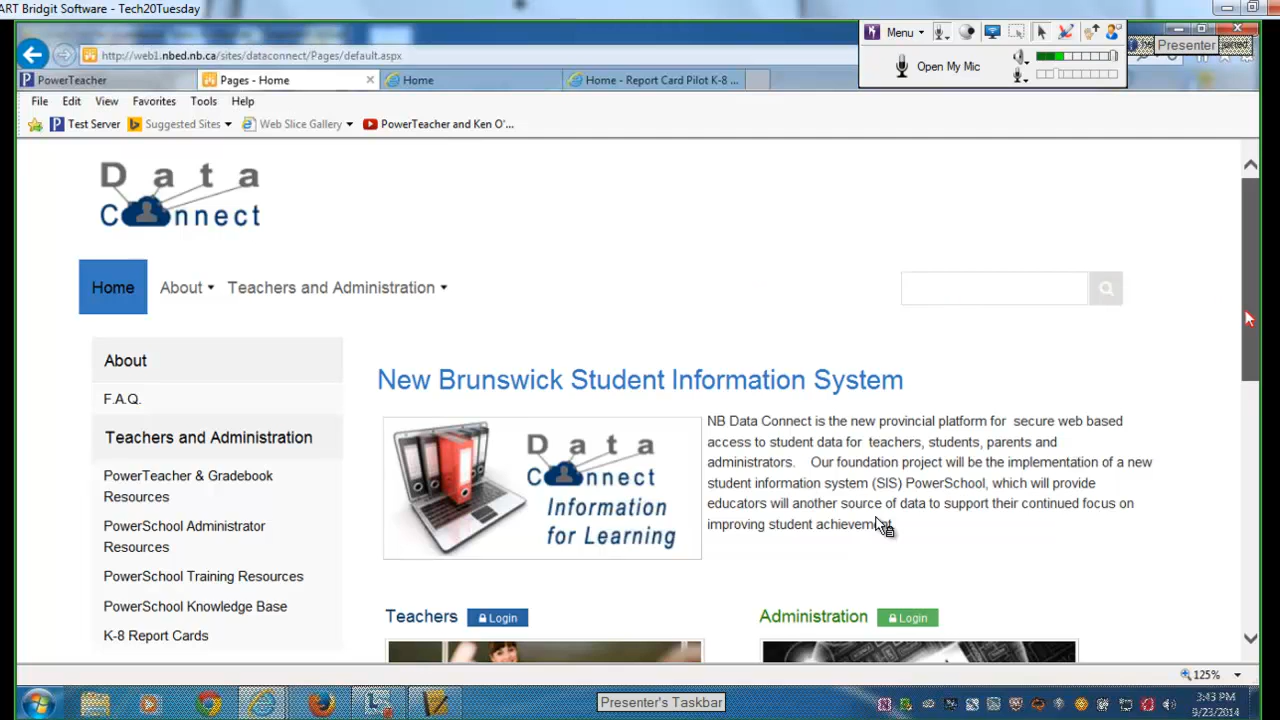 ART Bridgit Software - Tech20Tuesday
Menu
Presenter
http://web1.nbed.nb.ca/sites/dataconnect/Pages/default.aspx
Open My Mic
PowerTeacher
Pages - Home
Home
Home - Report Card Pilot K-8 ...
File Edit View Favorites Tools Help
Test Server Suggested Sites Web Slice Gallery PowerTeacher and Ken O'...
Data
Connect
Home About Teachers and Administration
About
F.A.Q.
Teachers and Administration
PowerTeacher & Gradebook
Resources
PowerSchool Administrator
Resources
PowerSchool Training Resources
PowerSchool Knowledge Base
K-8 Report Cards
New Brunswick Student Information System
Data
Connect
Information
for Learning
NB Data Connect is the new provincial platform for secure web based
access to student data for teachers, students, parents and
administrators. Our foundation project will be the implementation of a new
student information system (SIS) PowerSchool, which will provide
educators will another source of data to support their continued focus on
improving student achievement
Teachers Login
Administration Login
125%
Presenter's Taskbar
3:43 PM
9/23/2014